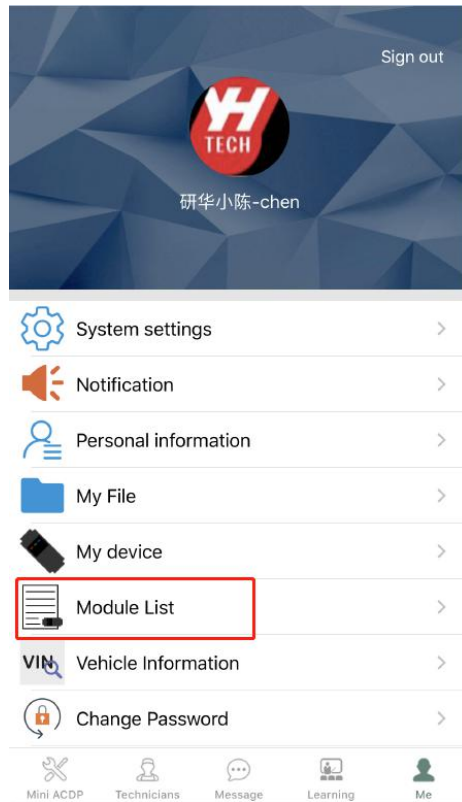 Sign out
YH
TECH
研华小陈-chen
System settings
Notification
Personal information
My File
My device
Module List
VIN
Vehicle Information
Change Password
Mini ACDP
Technicians
Message
Learning
Me